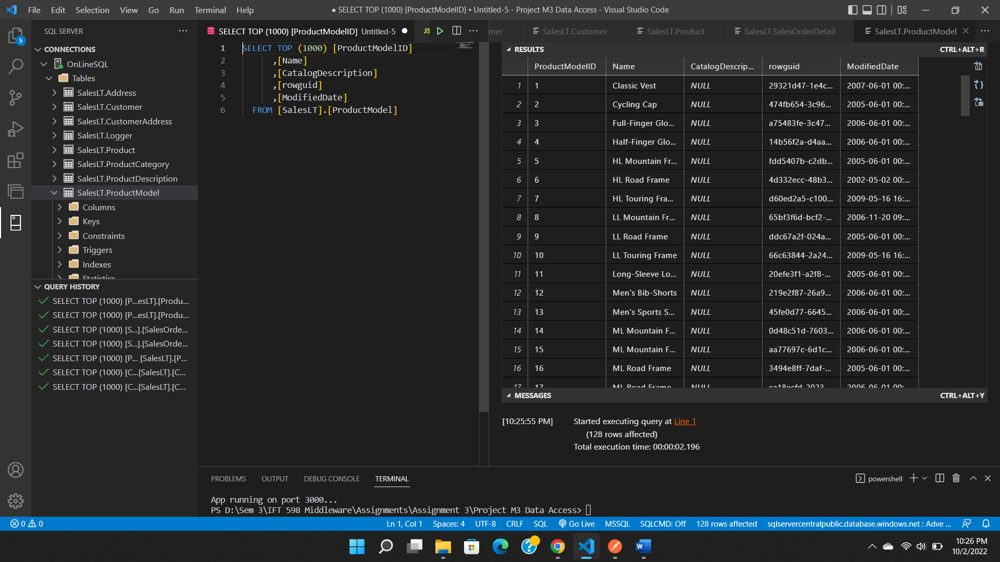 File Edit Selection View Go Run Terminal Help
● SELECT TOP (1000) [ProductModelID] • Untitled-5 - Project M3 Data Access - Visual Studio Code
5
SQL SERVER
CONNECTIONS
OnLineSQL
Tables
SalesLT.Address
SalesLT.Customer
SalesLT.CustomerAddress
SalesLT.Logger
SalesLT.Product
SalesLT.ProductCategory
SalesLT.ProductDescription
SalesLT.ProductModel
Columns
Keys
Constraints
Triggers
Indexes
Statistics
QUERY HISTORY
SELECT TOP (1000) [P...esLT].[Produ...
SELECT TOP (1000) [P...esLT].[Produ...
SELECT TOP (1000) [S...].[SalesOrde...
SELECT TOP (1000) [S...].[SalesOrde...
SELECT TOP (1000) [P... [SalesLT].[P...
SELECT TOP (1000) [C...[SalesLT].[C...
SELECT TOP (1000) [C...[SalesLT].[C...
SELECT TOP (1000) [ProductModelID] Untitled-5 JS
1 SELECT TOP (1000) [ProductModelID]
2 ,[Name]
3 ,[CatalogDescription]
4 ,[rowguid]
5 ,[ModifiedDate]
6 FROM [SalesLT].[ProductModel]
mer SalesLT.Customer SalesLT.Product SalesLT.SalesOrderDetail SalesLT.ProductModel
RESULTS CTRL+ALT+R
ProductModelID Name CatalogDescrip... rowguid ModifiedDate
1 1 Classic Vest NULL 29321d47-1e4c... 2007-06-01 00:...
2 2 Cycling Cap NULL 474fb654-3c96... 2005-06-01 00:...
3 3 Full-Finger Glo... NULL a75483fe-3c47... 2006-06-01 00:...
4 4 Half-Finger Glo... NULL 14b56f2a-d4aa... 2006-06-01 00:...
5 5 HL Mountain Fr... NULL fdd5407b-c2db... 2005-06-01 00:...
6 6 HL Road Frame NULL 4d332ecc-48b3... 2002-05-02 00:...
7 7 HL Touring Fra... NULL d60ed2a5-c100... 2009-05-16 16:...
8 8 LL Mountain Fr... NULL 65bf3f6d-bcf2-... 2006-11-20 09:...
9 9 LL Road Frame NULL ddc67a2f-024a... 2005-06-01 00:...
10 10 LL Touring Frame NULL 66c63844-2a24... 2009-05-16 16:...
11 11 Long-Sleeve Lo... NULL 20efe3f1-a2f8-... 2005-06-01 00:...
12 12 Men's Bib-Shorts NULL 219e2f87-26a9... 2006-06-01 00:...
13 13 Men's Sports S... NULL 45fe0d77-6645... 2006-06-01 00:...
14 14 ML Mountain F... NULL 0d48c51d-7603... 2006-06-01 00:...
15 15 ML Mountain F... NULL aa77697c-6d1c... 2006-06-01 00:...
16 16 ML Road Frame NULL 3494e8ff-7daf-... 2005-06-01 00:...
17 17 ML Road Frame NULL ca18ecfd-2023... 2006-06-01 00:...
MESSAGES CTRL+ALT+Y
[10:25:55 PM] Started executing query at Line 1
(128 rows affected)
Total execution time: 00:00:02.196
PROBLEMS OUTPUT DEBUG CONSOLE TERMINAL powershell
App running on port 3000...
PS D:\Sem 3\IFT 598 Middleware\Assignments\Assignment 3\Project M3 Data Access>
0 0 Ln 1, Col 1 Spaces: 4 UTF-8 CRLF SQL Go Live MSSQL SQLCMD: Off 128 rows affected sqlservercentralpublic.database.windows.net : Adve ...
10:26 PM
10/2/2022